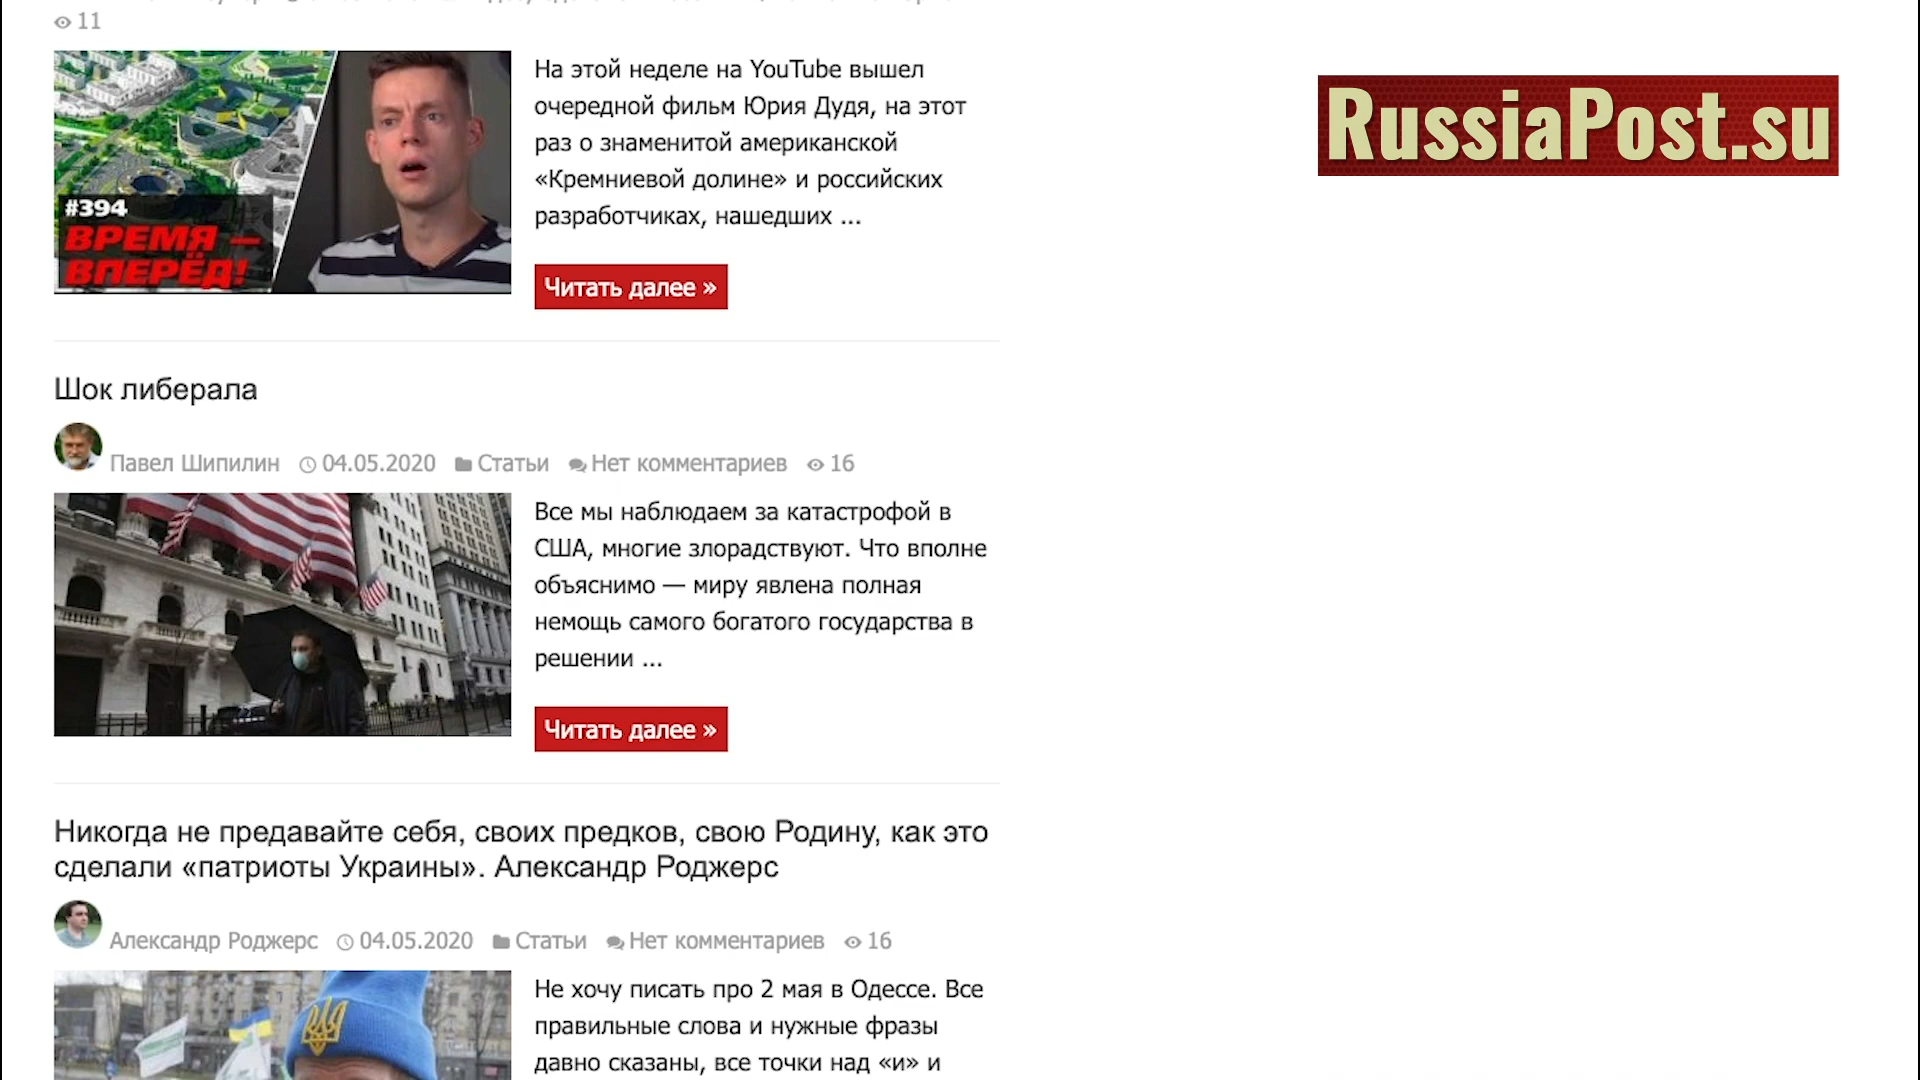 11
На этой неделе на YouTube вышел
очередной фильм Юрия Дудя, на этот
раз о знаменитой американской
«Кремниевой долине» и российских
разработчиках, нашедших ...
#394
ВРЕМЯ —
ВПЕРЁД!
Читать далее »
RussiaPost.su
Шок либерала
Павел Шипилин 04.05.2020 Статьи Нет комментариев 16
Все мы наблюдаем за катастрофой в
США, многие злорадствуют. Что вполне
объяснимо — миру явлена полная
немощь самого богатого государства в
решении ...
Читать далее »
Никогда не предавайте себя, своих предков, свою Родину, как это
сделали «патриоты Украины». Александр Роджерс
Александр Роджерс 04.05.2020 Статьи Нет комментариев 16
Не хочу писать про 2 мая в Одессе. Все
правильные слова и нужные фразы
давно сказаны, все точки над «и» и